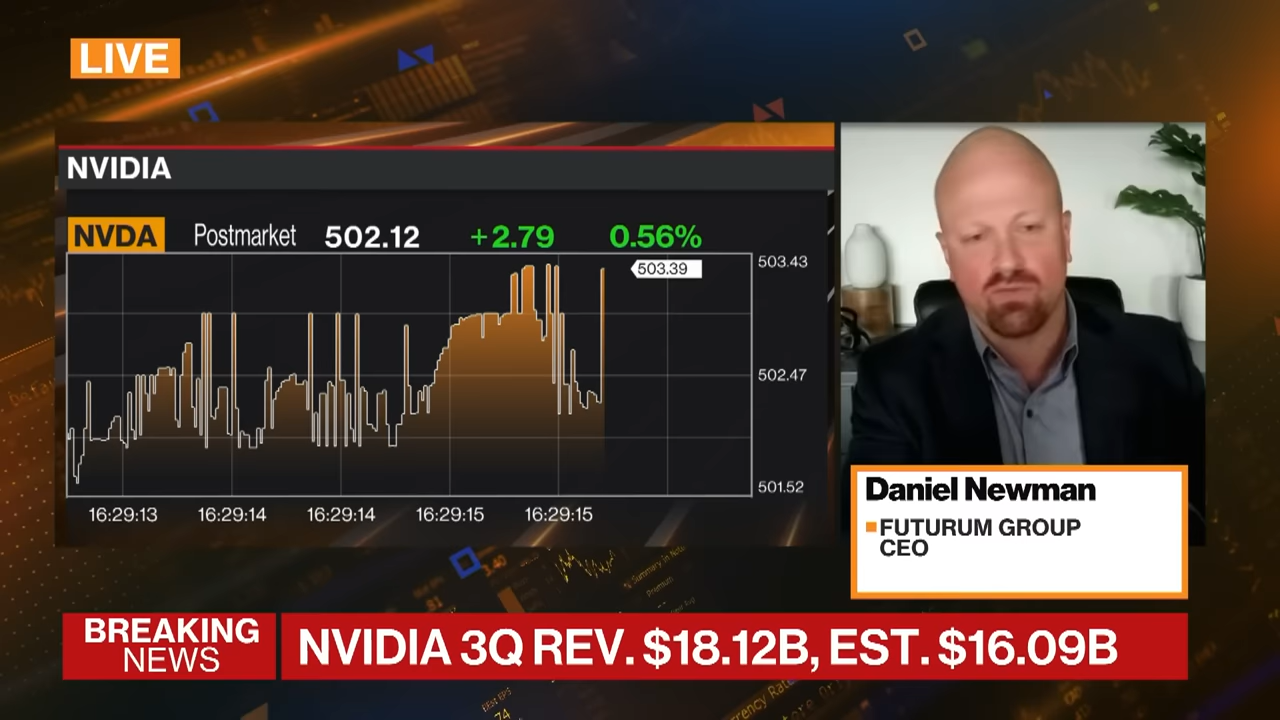 LIVE
NVIDIA
NVDA Postmarket 502.12 +2.79 0.56%
503.43
503.39
502.47
501.52
16:29:13 16:29:14 16:29:14 16:29:15 16:29:15
Daniel Newman
FUTURUM GROUP
CEO
BREAKING
NEWS
NVIDIA 3Q REV. $18.12B, EST. $16.09B